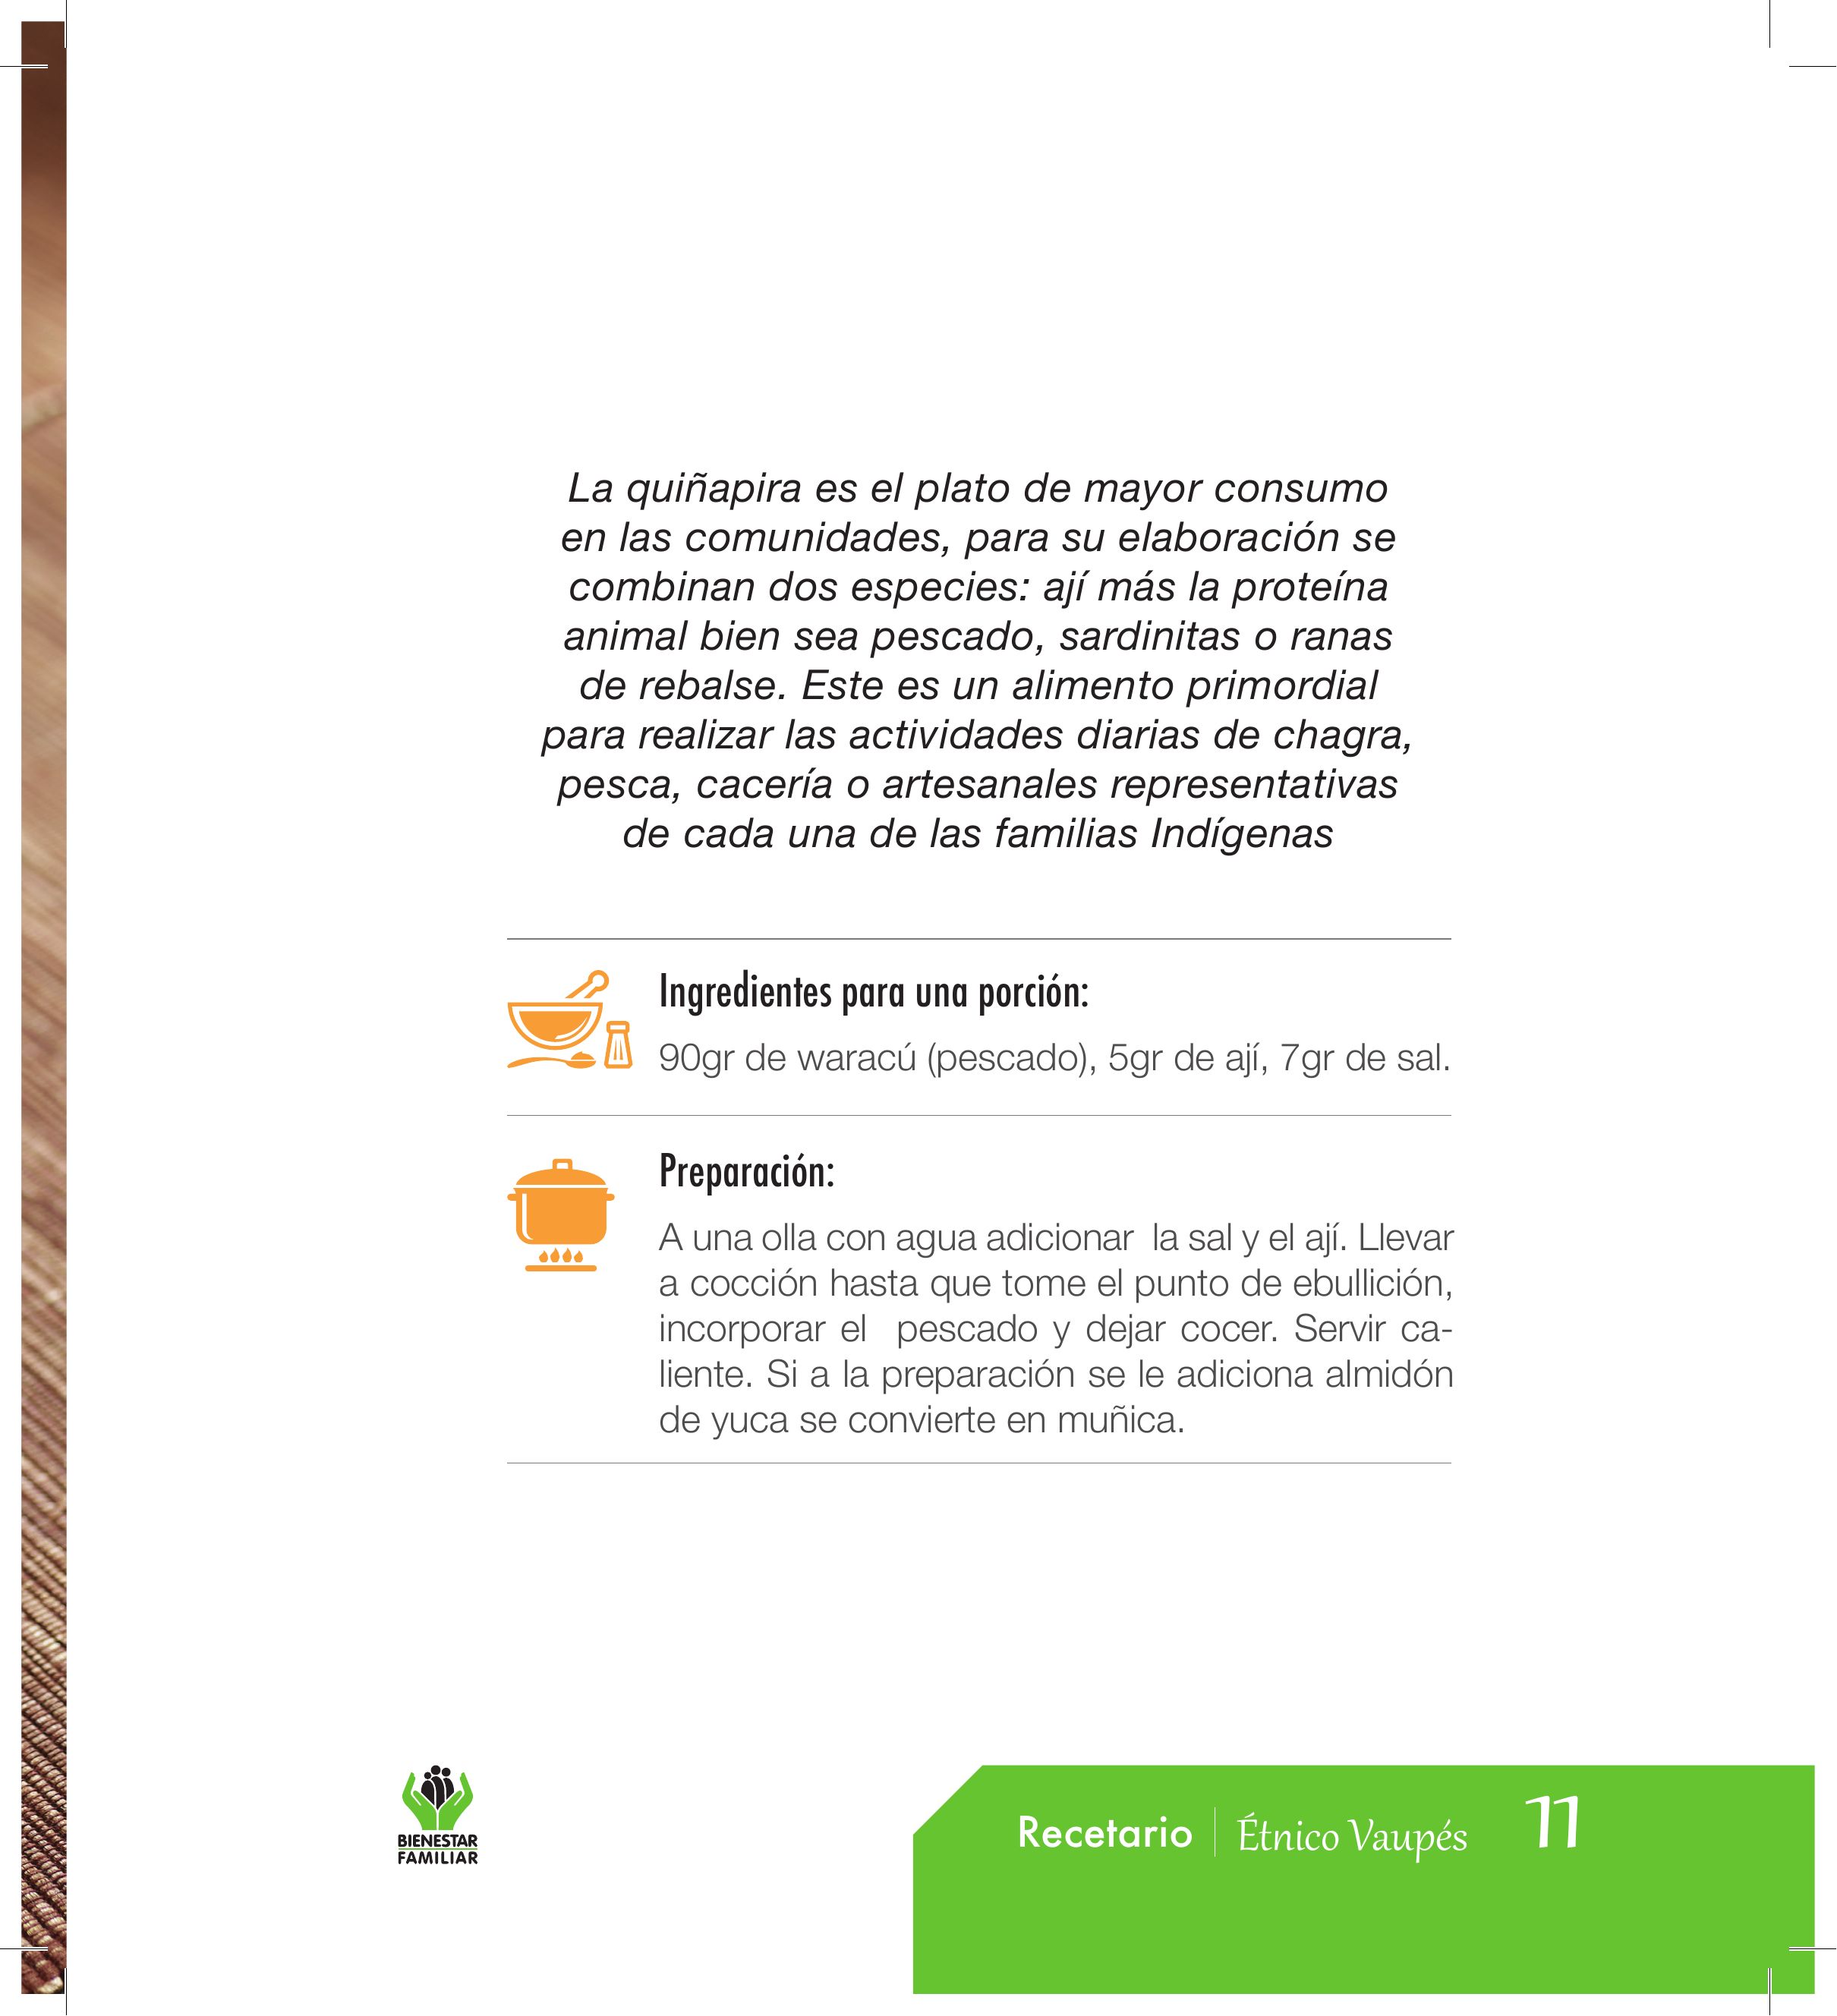 La quiñapira es el plato de mayor consumo
en las comunidades, para su elaboración se
combinan dos especies: ají más la proteína
animal bien sea pescado, sardinitas o ranas
de rebalse. Este es un alimento primordial
para realizar las actividades diarias de chagra,
pesca, cacería o artesanales representativas
de cada una de las familias Indígenas
Ingredientes para una porción:
90gr de waracú (pescado), 5gr de ají, 7gr de sal.
Preparación:
A una olla con agua adicionar  la sal y el ají. Llevar
a cocción hasta que tome el punto de ebullición,
incorporar el  pescado y dejar cocer. Servir ca-
liente. Si a la preparación se le adiciona almidón
de yuca se convierte en muñica.
BIENESTAR
FAMILIAR
Recetario | Étnico Vaupés 11